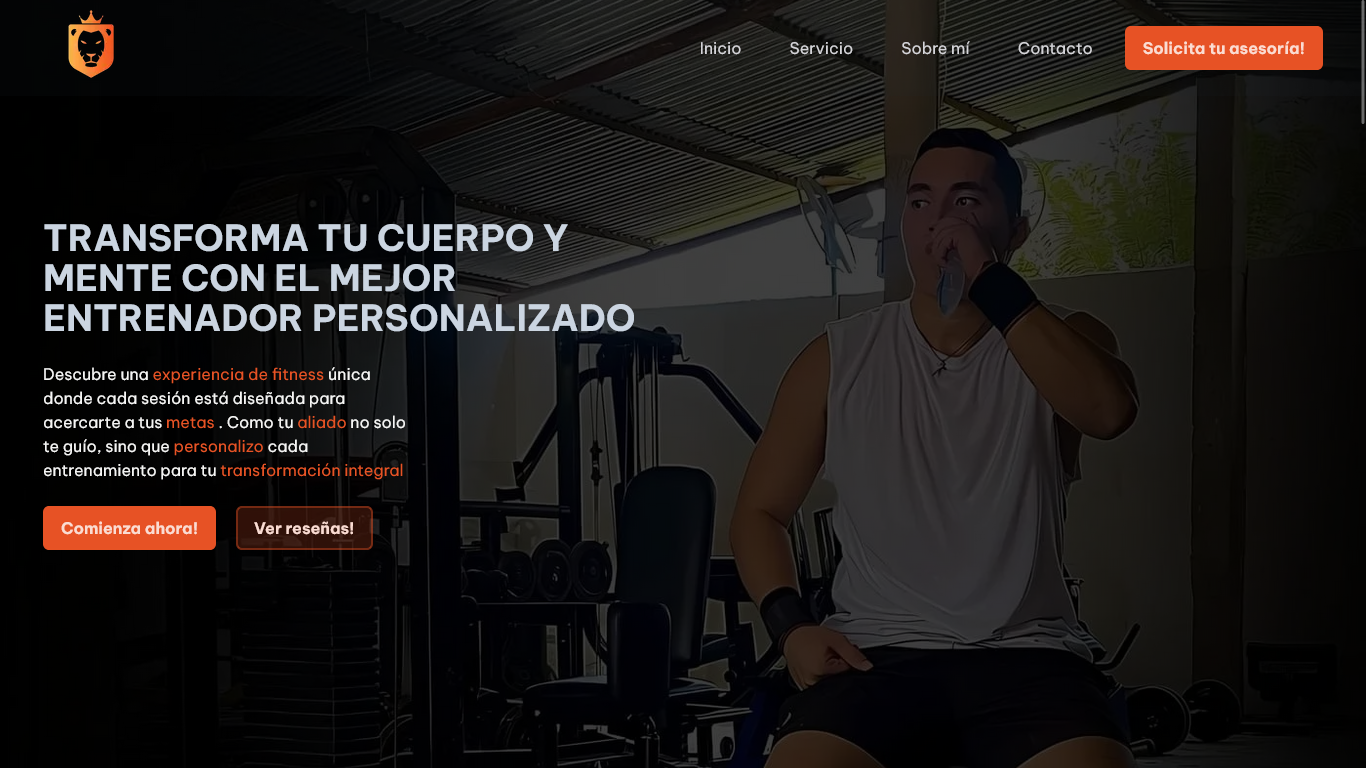 Inicio
Servicio
Sobre mí
Contacto
Solicita tu asesoría!
TRANSFORMA TU CUERPO Y
MENTE CON EL MEJOR
ENTRENADOR PERSONALIZADO
Descubre una experiencia de fitness única
donde cada sesión está diseñada para
acercarte a tus metas . Como tu aliado no solo
te guío, sino que personalizo cada
entrenamiento para tu transformación integral
Comienza ahora!
Ver reseñas!